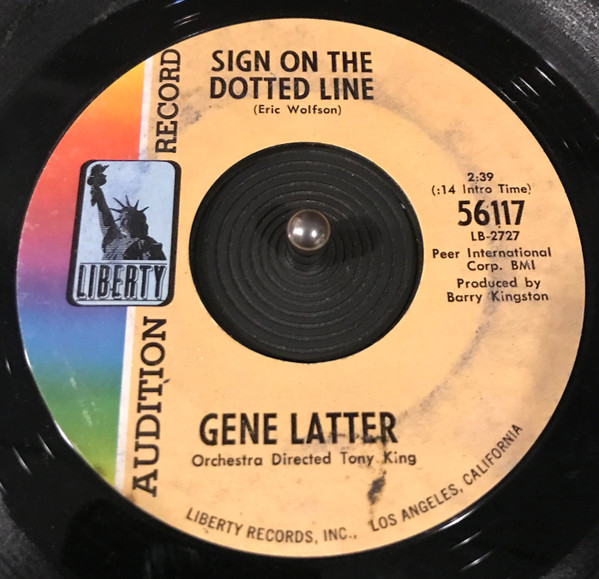 SIGN ON THE
DOTTED LINE
(Eric Wolfson)
AUDITION RECORD
LIBERTY
2:39
(:14 Intro Time)
56117
LB-2727
Peer International
Corp. BMI
Produced by
Barry Kingston
GENE LATTER
Orchestra Directed Tony King
LIBERTY RECORDS, INC., LOS ANGELES, CALIFORNIA